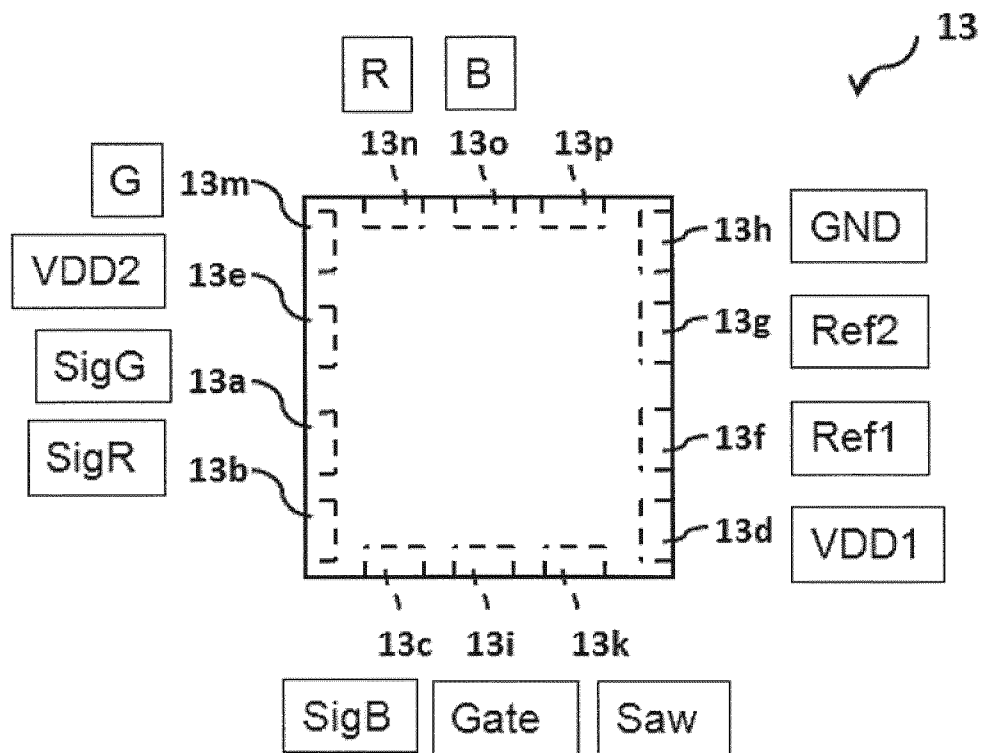 13
R B
13n 13o 13p
G 13m
13h GND
VDD2 13e
13g Ref2
SigG 13a
13f Ref1
SigR 13b
13d VDD1
13c 13i 13k
SigB Gate Saw